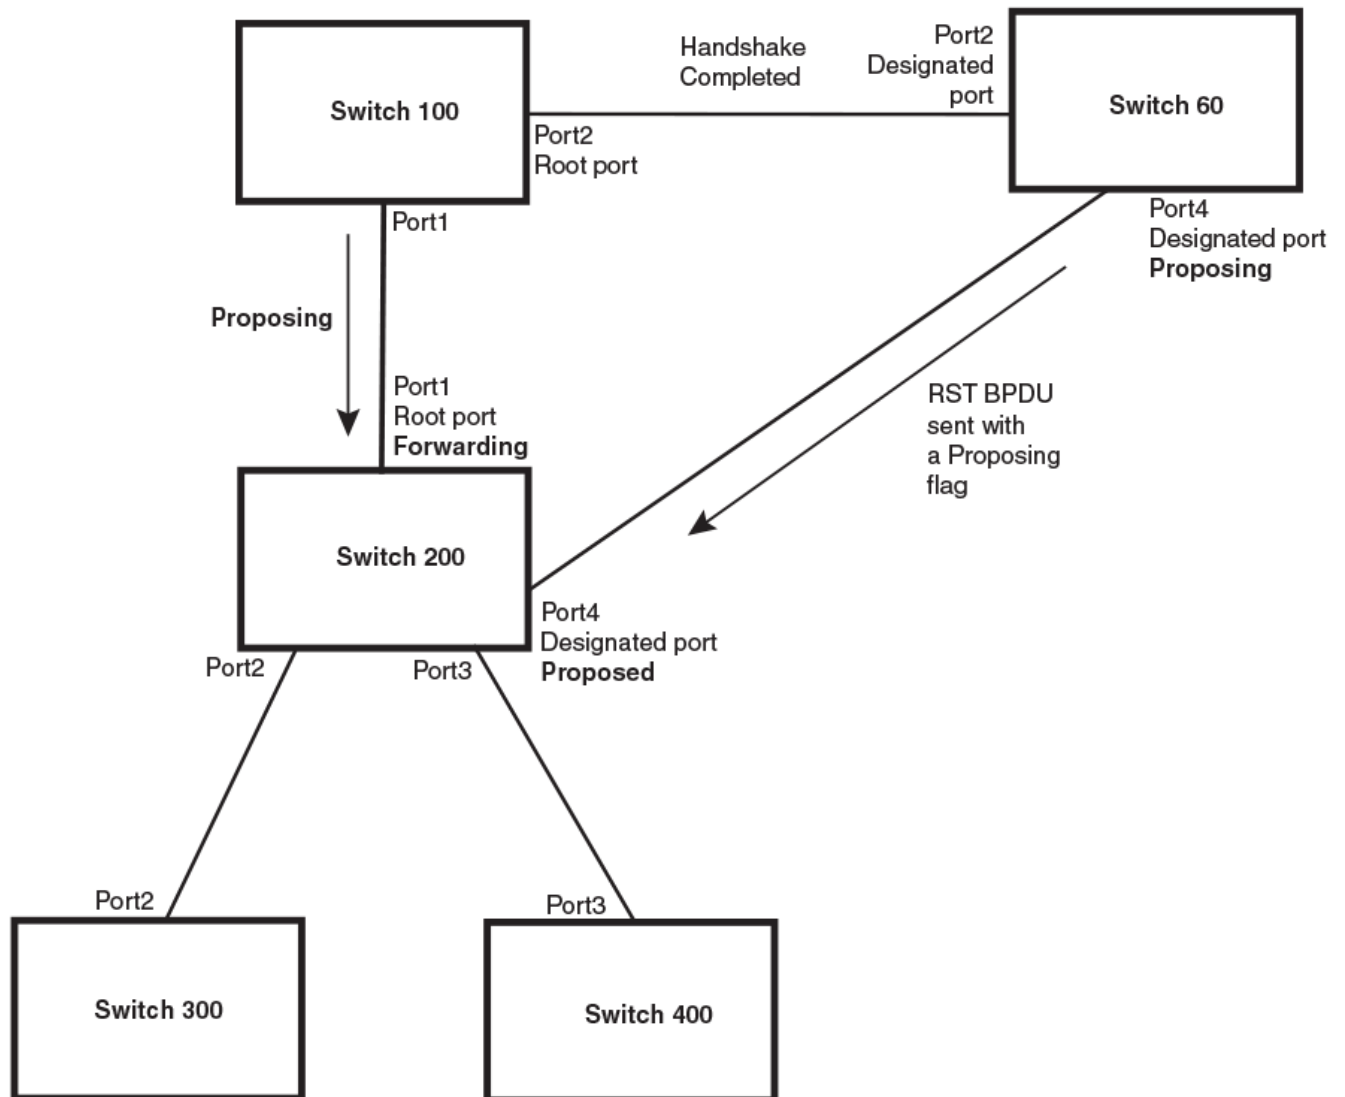 Handshake
Completed
Port2
Designated
port
Switch 100
Switch 60
Port2
Root port
Port1
Port4
Designated port
Proposing
Proposing
Port1
Root port
Forwarding
RST BPDU
sent with
a Proposing
flag
Switch 200
Port4
Designated port
Proposed
Port2
Port3
Port2
Port3
Switch 300
Switch 400